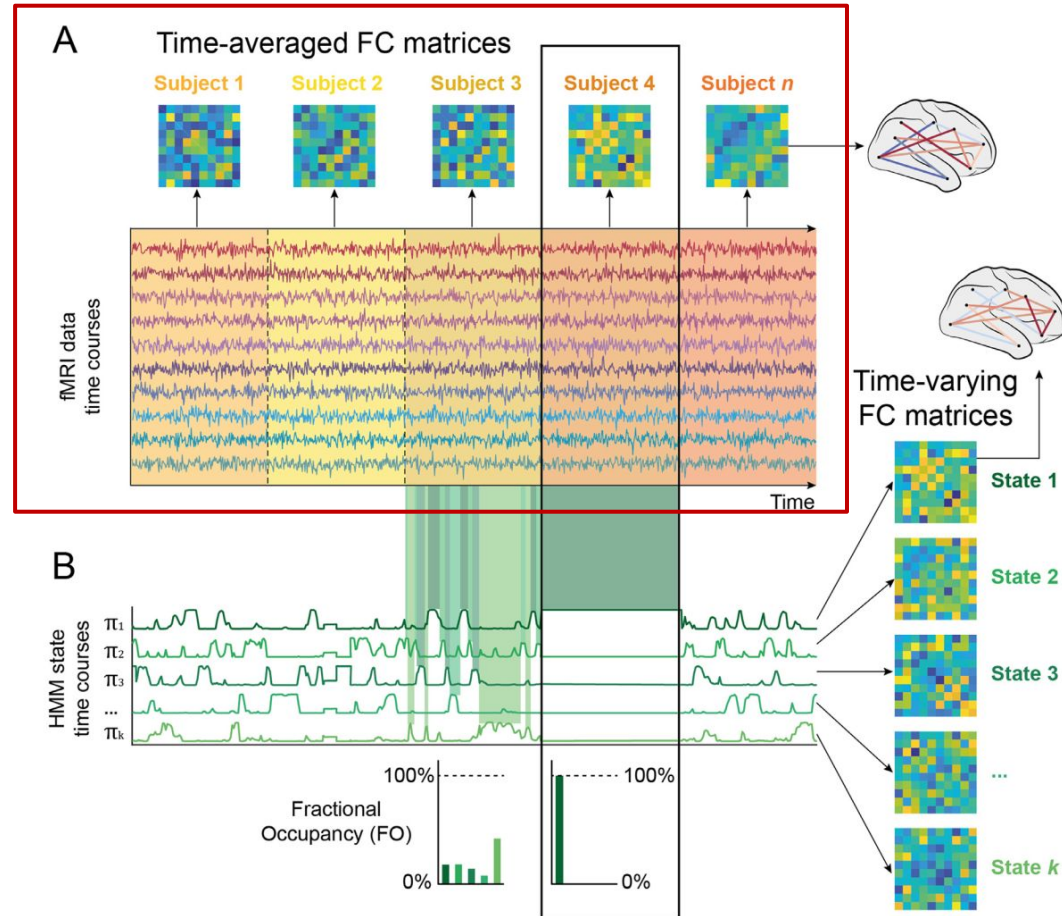 A
Time-averaged FC matrices
Subject 1
Subject 2
Subject 3
Subject 4
Subject n
fMRI data
time courses
Time
Time-varying
FC matrices
State 1
State 2
State 3
...
State k
B
HMM state
time courses
π1
π2
π3
...
πk
Fractional
Occupancy (FO)
100%
0%
100%
0%